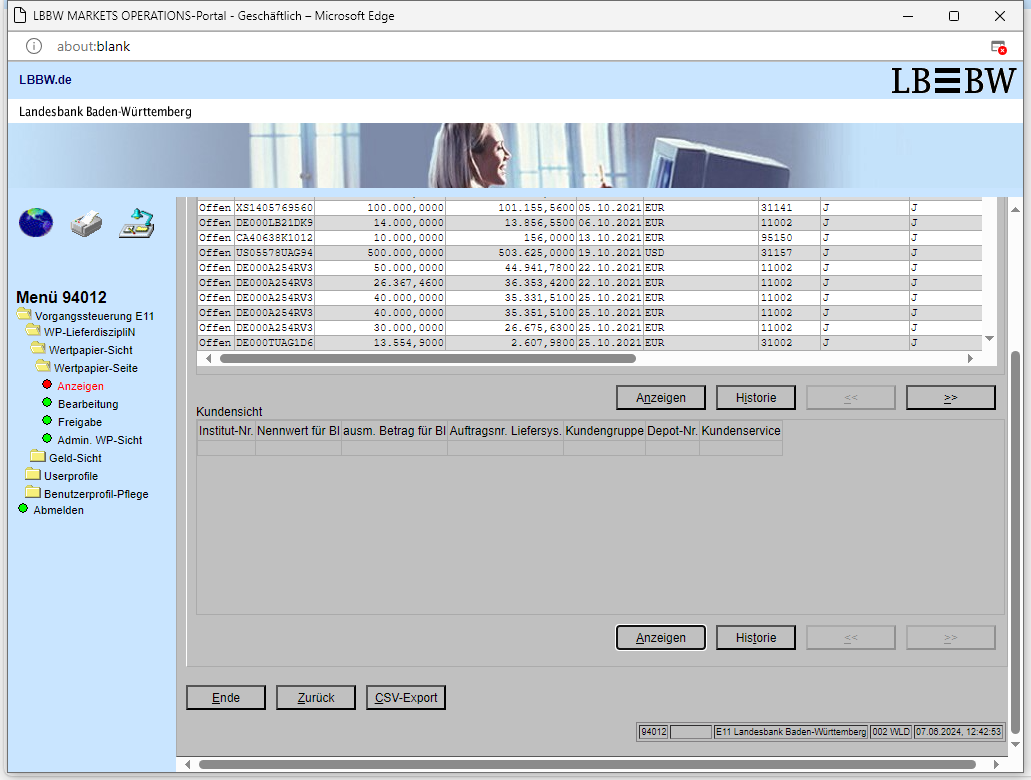 LBBW MARKETS OPERATIONS-Portal - Geschäftlich – Microsoft Edge
about:blank
LBBW.de
LBBW
Landesbank Baden-Württemberg
Menü 94012
Vorgangssteuerung E11
WP-LieferdiszipliN
Wertpapier-Sicht
Wertpapier-Seite
Anzeigen
Bearbeitung
Freigabe
Admin. WP-Sicht
Geld-Sicht
Userprofile
Benutzerprofil-Pflege
Abmelden
Offen XS1405769560 100.000,0000 101.155,5600 05.10.2021 EUR 31141 J J
Offen DE000LB21DK9 14.000,0000 13.856,5500 06.10.2021 EUR 11002 J J
Offen CA40638K1012 10.000,0000 156,0000 13.10.2021 EUR 95150 J J
Offen US05578UAG94 500.000,0000 503.625,0000 19.10.2021 USD 31157 J J
Offen DE000A254RV3 50.000,0000 44.941,7800 22.10.2021 EUR 11002 J J
Offen DE000A254RV3 26.367,4600 36.353,4200 22.10.2021 EUR 11002 J J
Offen DE000A254RV3 40.000,0000 35.331,5100 25.10.2021 EUR 11002 J J
Offen DE000A254RV3 40.000,0000 35.351,5100 25.10.2021 EUR 11002 J J
Offen DE000A254RV3 30.000,0000 26.675,6300 25.10.2021 EUR 11002 J J
Offen DE000TUAG1D6 13.554,9000 2.607,9800 25.10.2021 EUR 31002 J J
Anzeigen Historie << >>
Kundensicht
Institut-Nr. Nennwert für Bl ausm. Betrag für Bl Auftragsnr. Liefersys. Kundengruppe Depot-Nr. Kundenservice
Anzeigen Historie << >>
Ende Zurück CSV-Export
94012 E11 Landesbank Baden-Württemberg 002 WLD 07.06.2024, 12:42:53